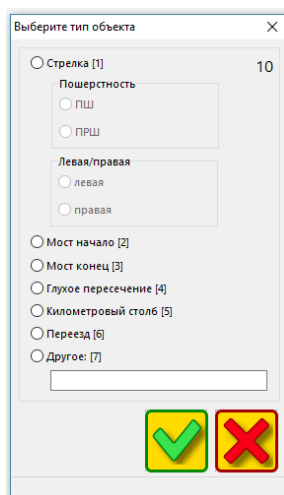 Выберите тип объекта
Стрелка [1]
10
Пошерстность
ПШ
ПРШ
Левая/правая
левая
правая
Мост начало [2]
Мост конец [3]
Глухое пересечение [4]
Километровый столб [5]
Переезд [6]
Другое: [7]